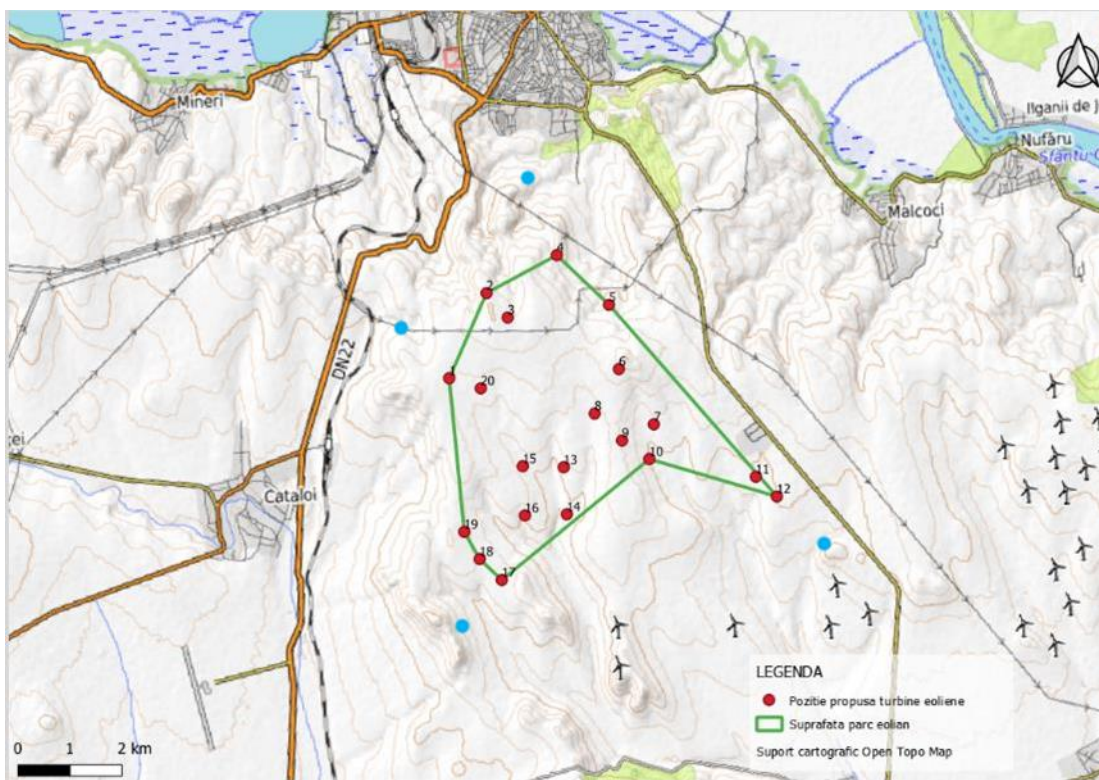 Mineri
Ilganii de J
Nufăru
Sfântu G
Malcoci
4
2
5
3
DN22
6
1
20
8
7
9
10
ei
15
13
11
Cataloi
12
16
14
19
18
17
LEGENDA
Pozitie propusa turbine eoliene
Suprafata parc eolian
Suport cartografic Open Topo Map
0 1 2 km